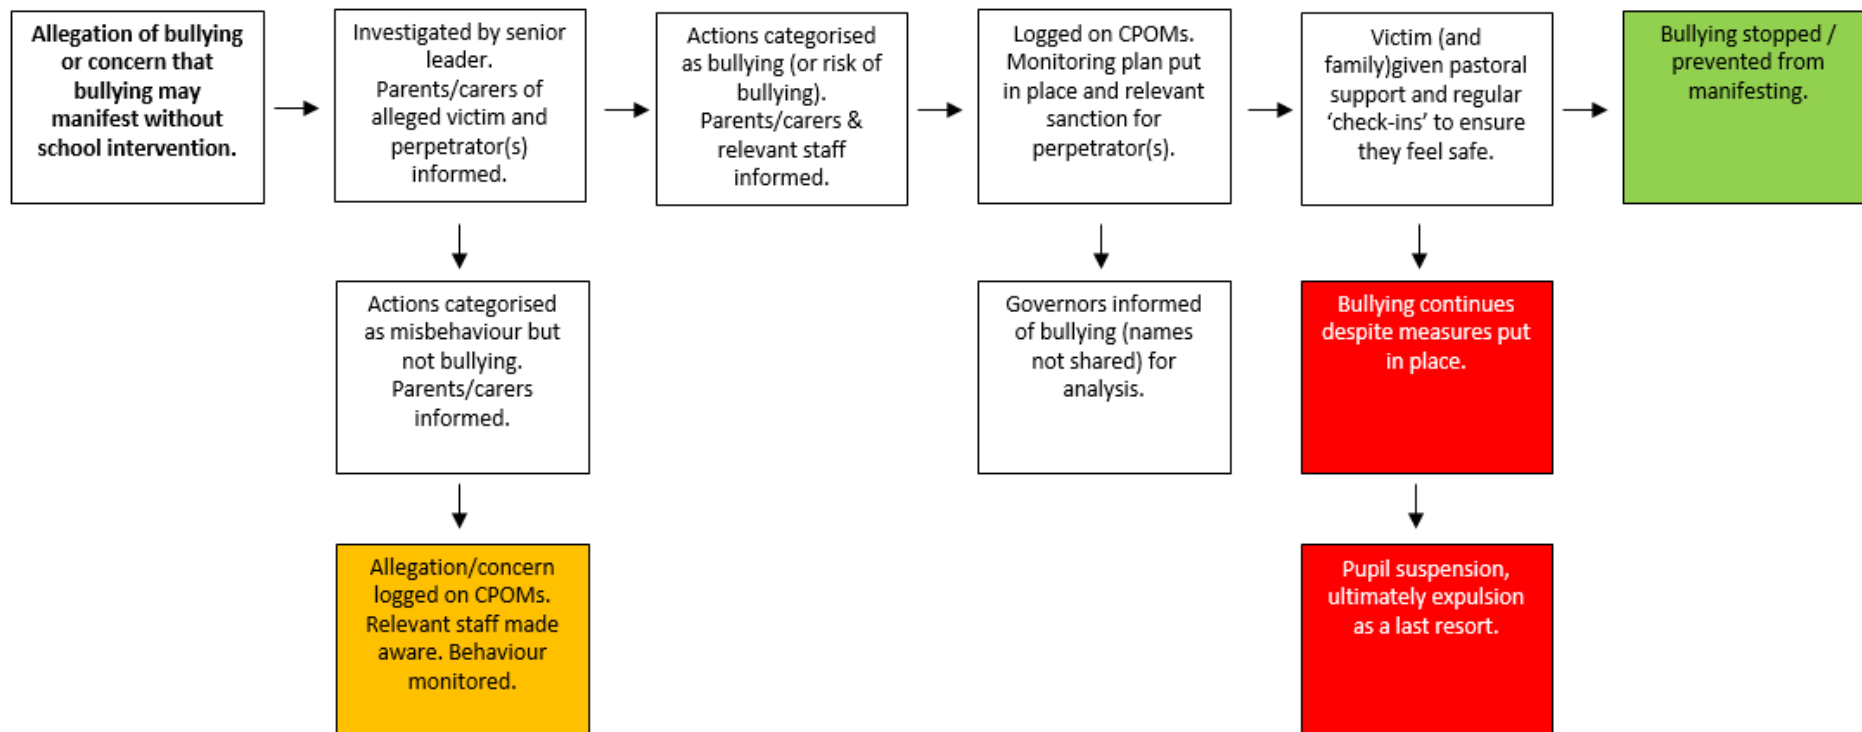 Allegation of bullying
or concern that
bullying may
manifest without
school intervention.
Investigated by senior
leader.
Parents/carers of
alleged victim and
perpetrator(s)
informed.
Actions categorised
as bullying (or risk of
bullying).
Parents/carers &
relevant staff
informed.
Logged on CPOMs.
Monitoring plan put
in place and relevant
sanction for
perpetrator(s).
Victim (and
family)given pastoral
support and regular
‘check-ins’ to ensure
they feel safe.
Bullying stopped /
prevented from
manifesting.
Actions categorised
as misbehaviour but
not bullying.
Parents/carers
informed.
Governors informed
of bullying (names
not shared) for
analysis.
Bullying continues
despite measures put
in place.
Allegation/concern
logged on CPOMs.
Relevant staff made
aware. Behaviour
monitored.
Pupil suspension,
ultimately expulsion
as a last resort.